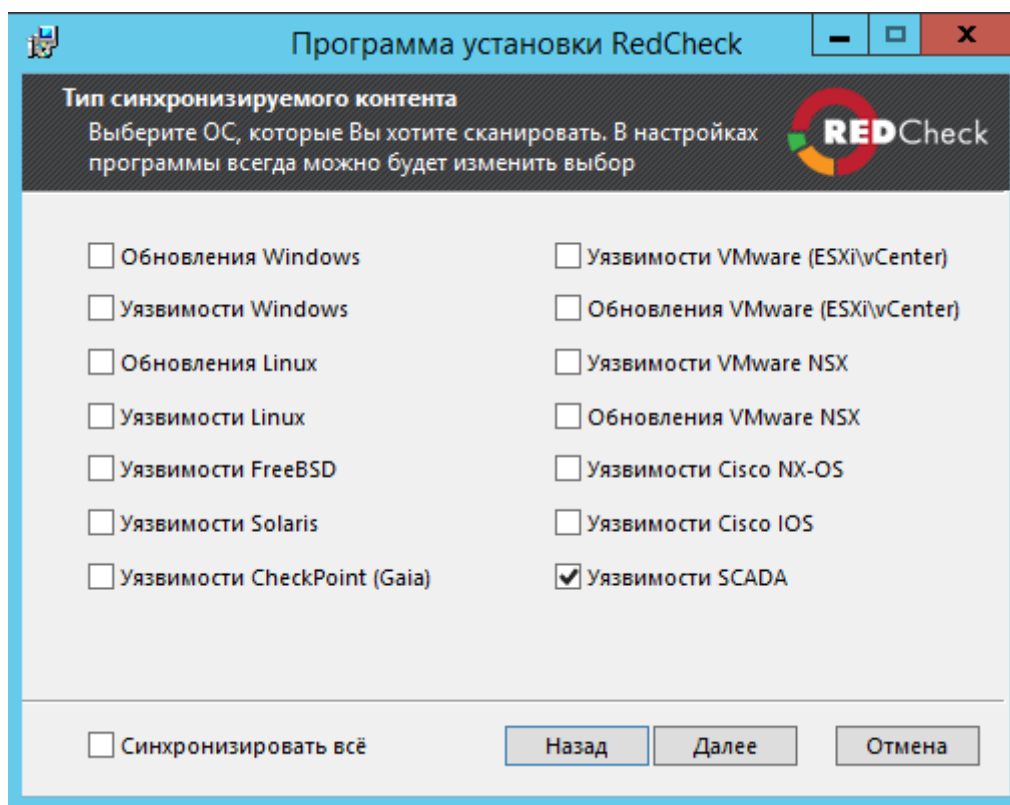 Программа установки RedCheck
Тип синхронизируемого контента
Выберите ОС, которые Вы хотите сканировать. В настройках
программы всегда можно будет изменить выбор
REDCheck
Обновления Windows
Уязвимости Windows
Обновления Linux
Уязвимости Linux
Уязвимости FreeBSD
Уязвимости Solaris
Уязвимости CheckPoint (Gaia)
Уязвимости VMware (ESXi\vCenter)
Обновления VMware (ESXi\vCenter)
Уязвимости VMware NSX
Обновления VMware NSX
Уязвимости Cisco NX-OS
Уязвимости Cisco IOS
Уязвимости SCADA
Синхронизировать всё
Назад
Далее
Отмена